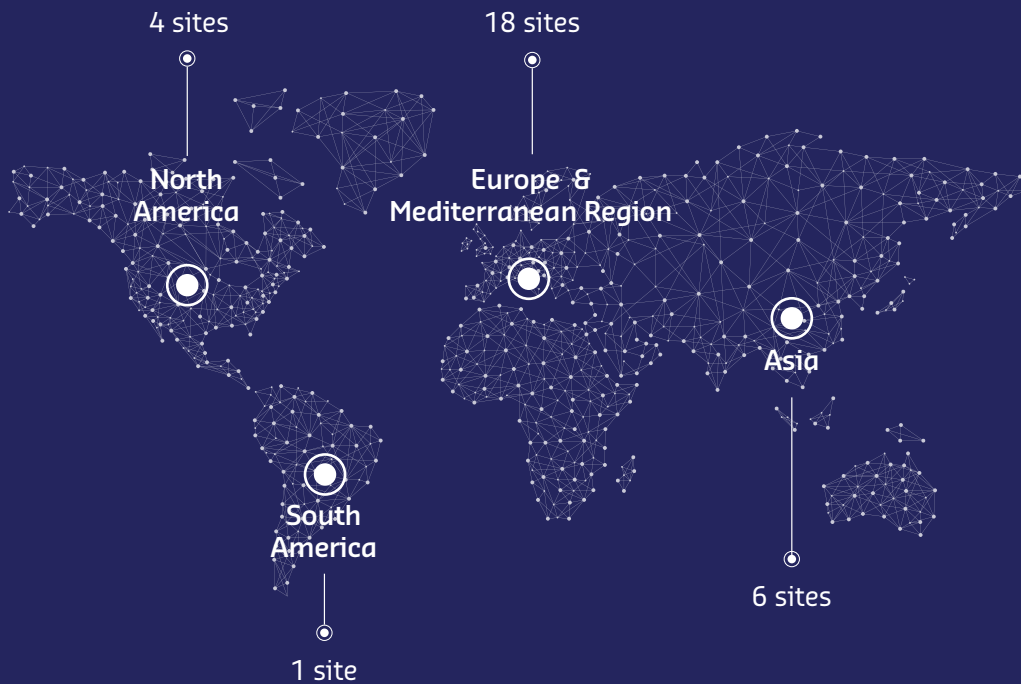 4 sites
18 sites
North
America
Europe &
Mediterranean Region
Asia
South
America
6 sites
1 site